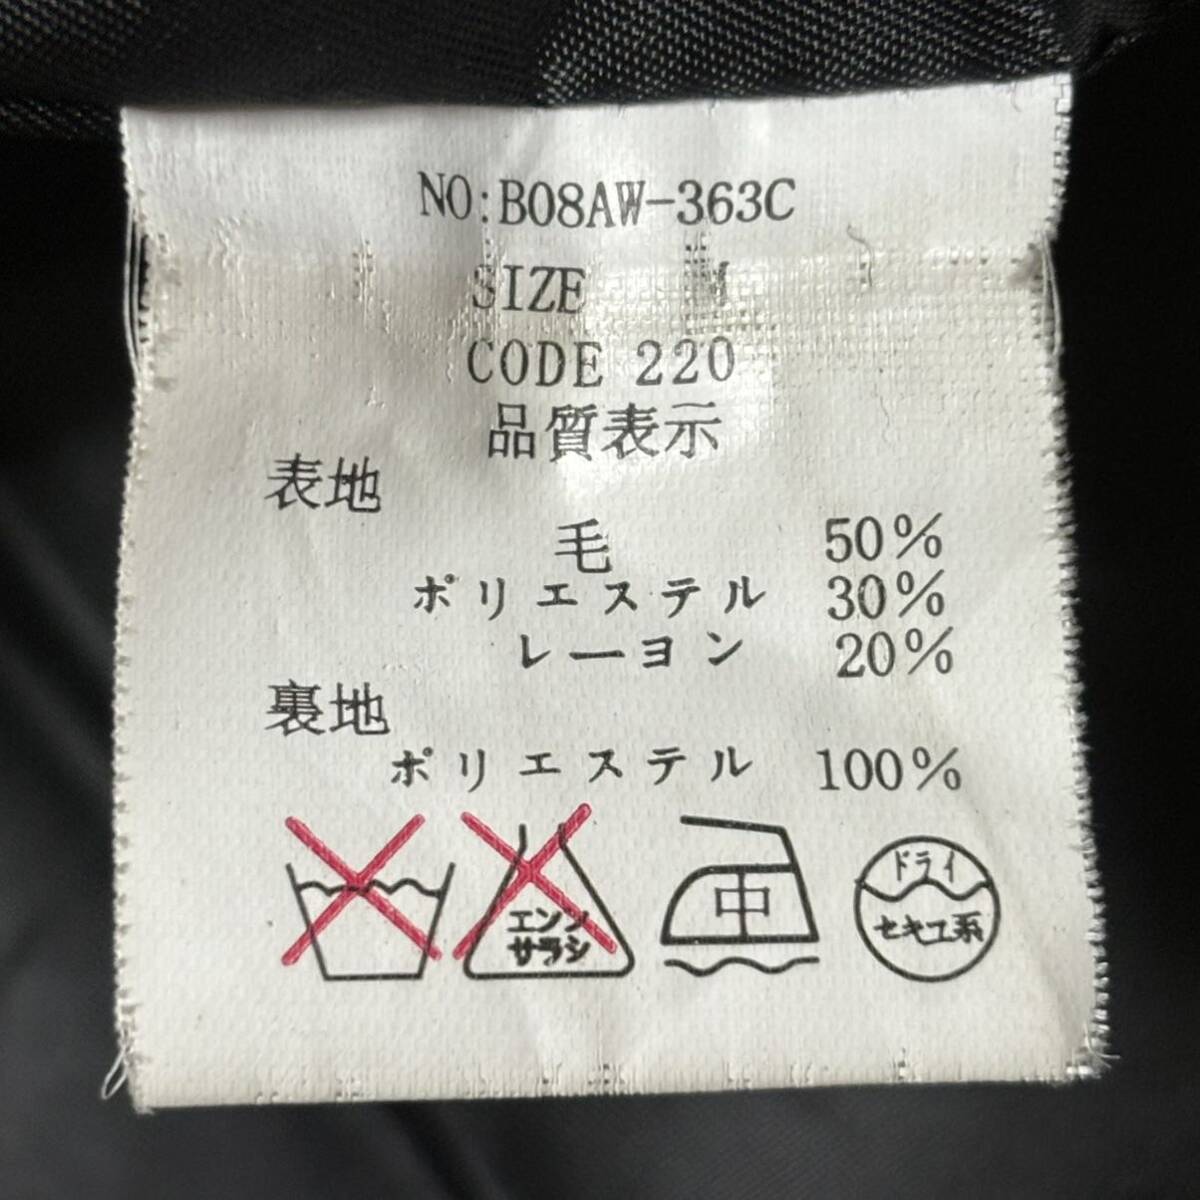 NO:B08AW-363C
SIZE
CODE 220
品質表示
表地
毛 50%
ポリエステル 30%
レーヨン 20%
裏地
ポリエステル 100%
エンソ
サラシ
中
ドライ
セキユ系